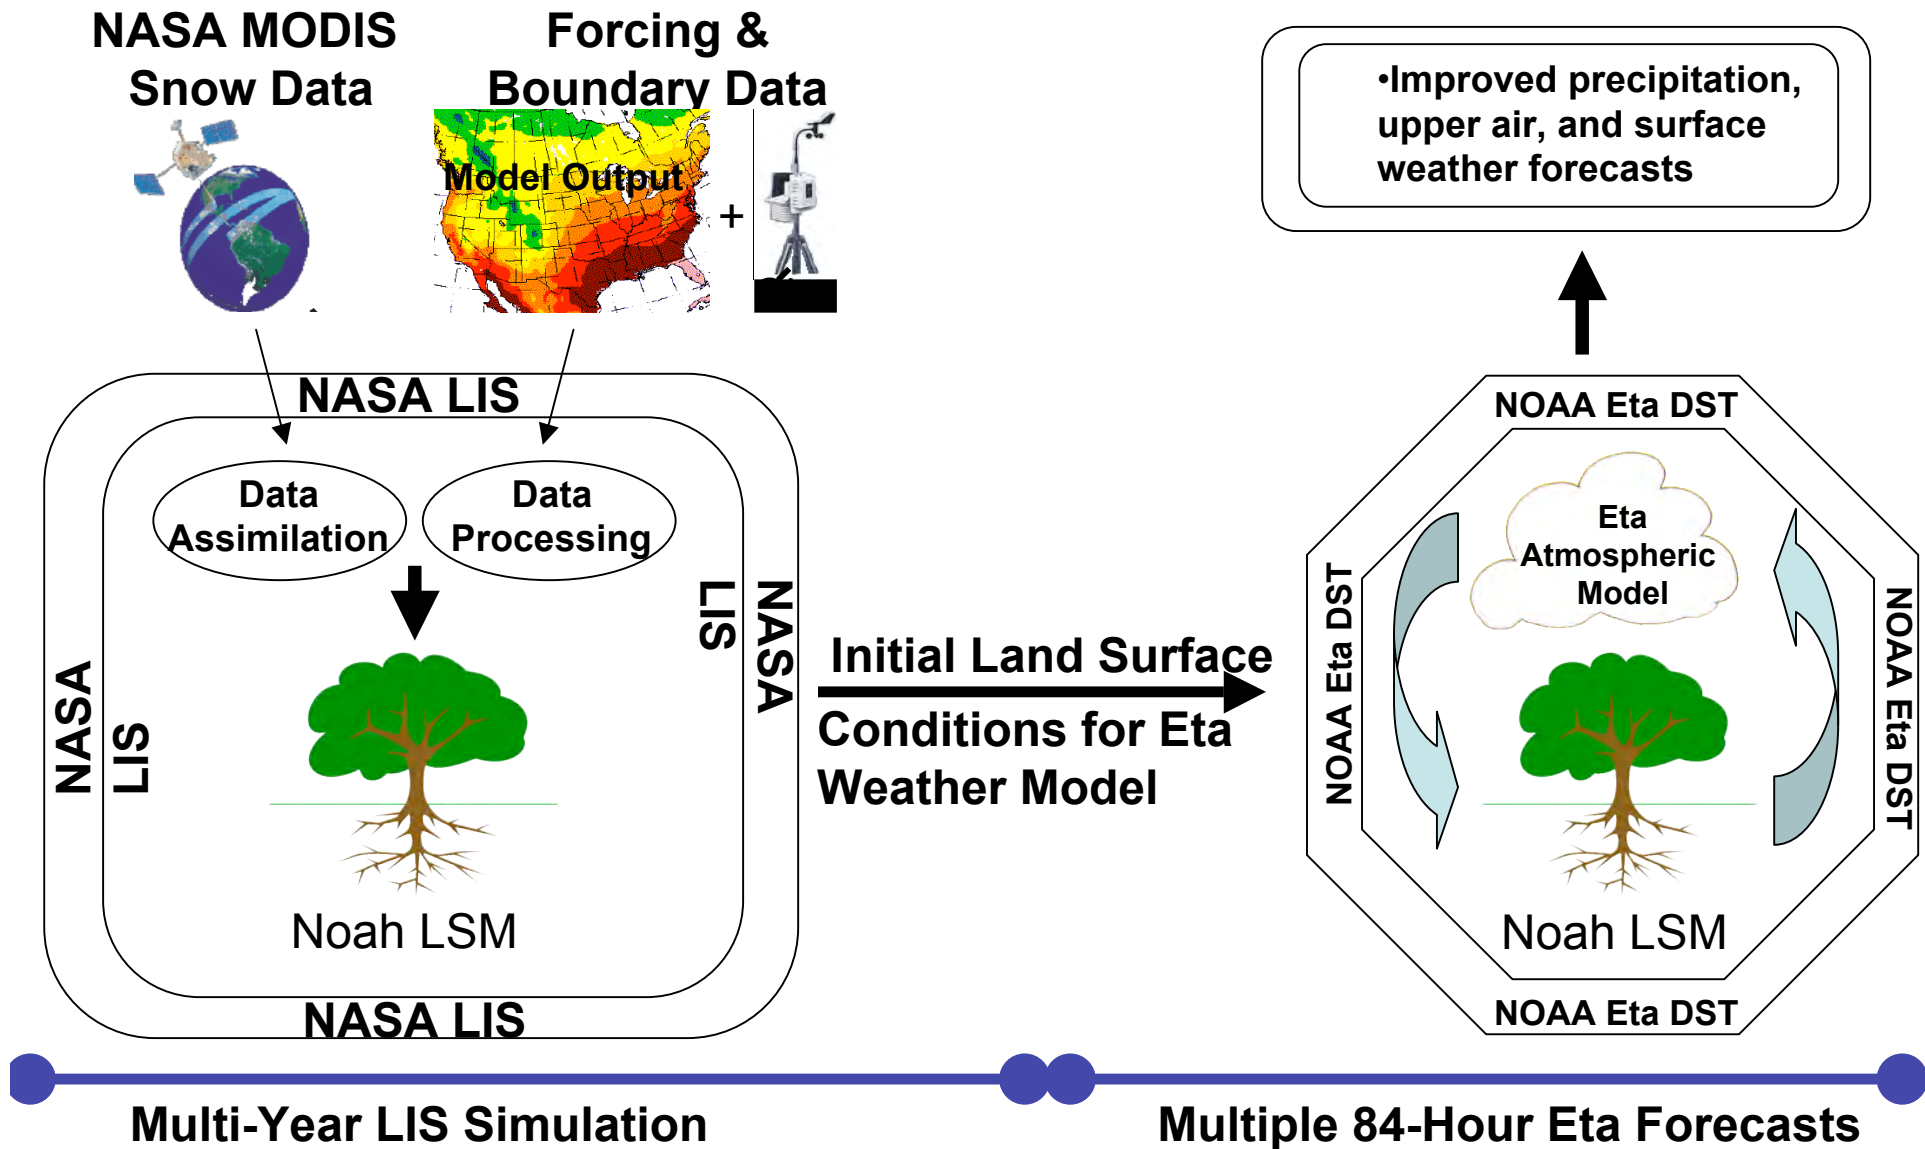 NASA MODIS
Snow Data
Forcing &
Boundary Data
Model Output
+
•Improved precipitation,
upper air, and surface
weather forecasts
NASA LIS
Data
Assimilation
Data
Processing
NASA
LIS
NASA
LIS
Noah LSM
NASA LIS
Initial Land Surface
Conditions for Eta
Weather Model
NOAA Eta DST
Eta
Atmospheric
Model
NOAA Eta DST
NOAA Eta DST
Noah LSM
NOAA Eta DST
Multi-Year LIS Simulation
Multiple 84-Hour Eta Forecasts